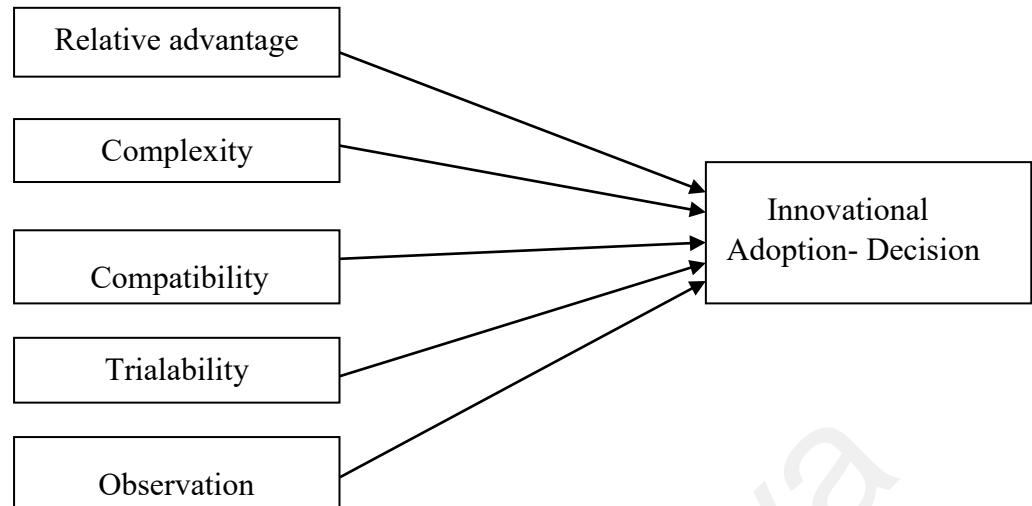 Relative advantage
Complexity
Compatibility
Trialability
Observation
Innovational
Adoption- Decision